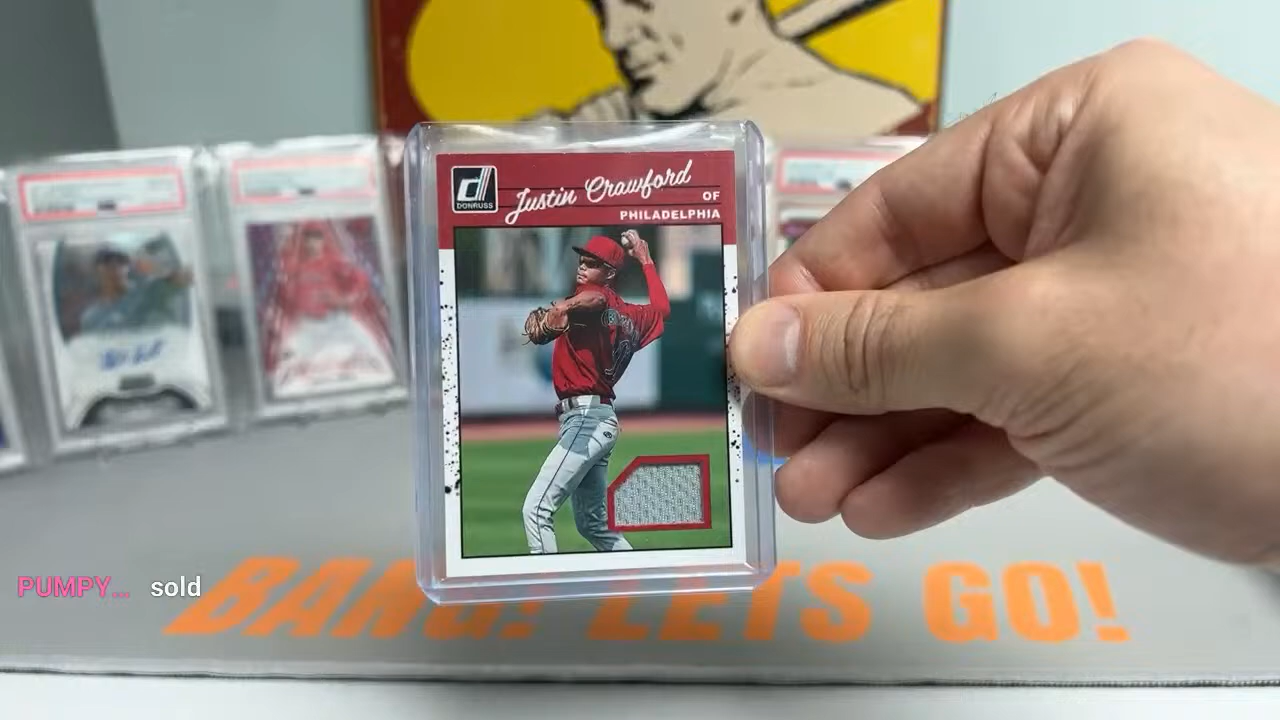 d
DONRUSS
Justin Crawford
OF
PHILADELPHIA
PUMPY... sold
BANG! LETS GO!